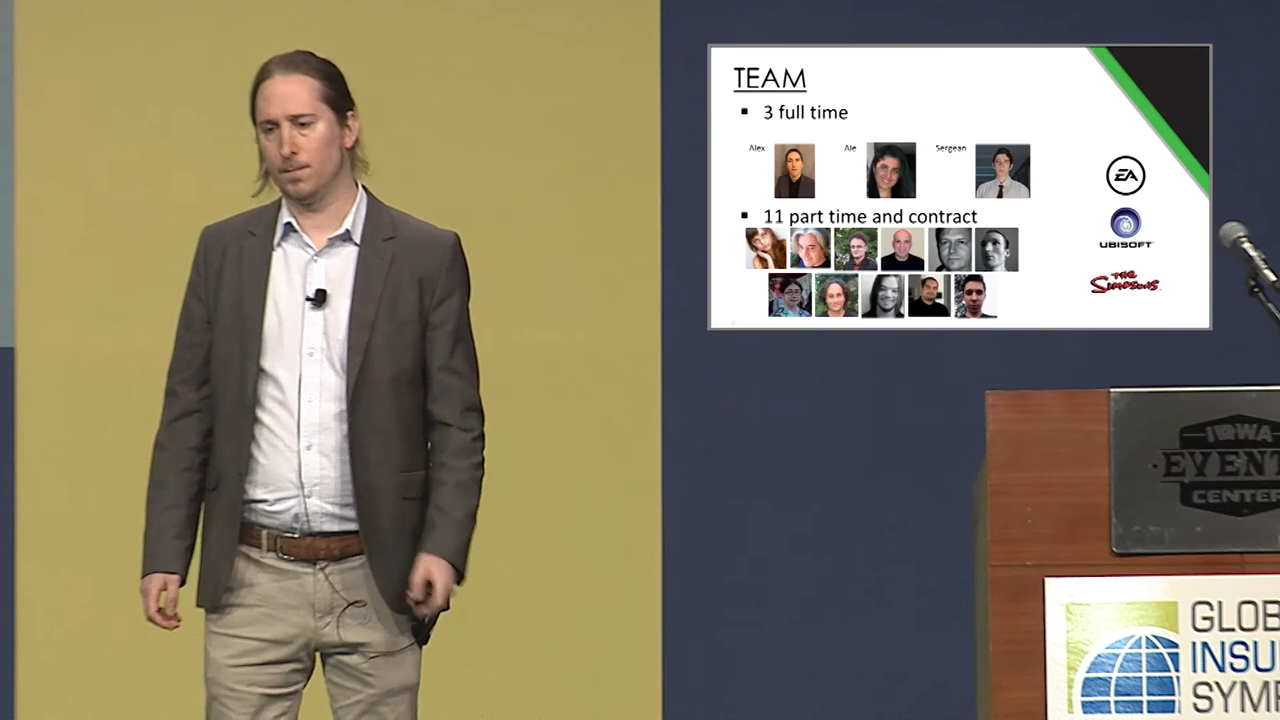 TEAM
▪ 3 full time
Alex
Ale
Sergean
▪ 11 part time and contract
EA
UBISOFT
THE
SIMPSONS
IOWA
EVENT
CENTER
GLOB
INSU
SYMP